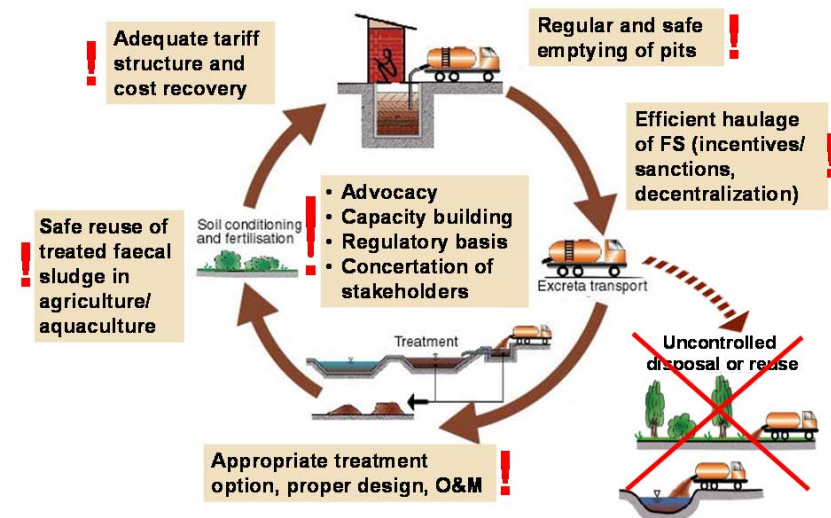 Adequate tariff
structure and
cost recovery
!
Regular and safe
emptying of pits
!
Efficient haulage
of FS (incentives/
sanctions,
decentralization)
!
Safe reuse of
treated faecal
sludge in
agriculture/
aquaculture
!
Soil conditioning
and fertilisation
!
• Advocacy
• Capacity building
• Regulatory basis
• Concertation of
stakeholders
Excreta transport
Treatment
Uncontrolled
disposal or reuse
Appropriate treatment
option, proper design, O&M
!